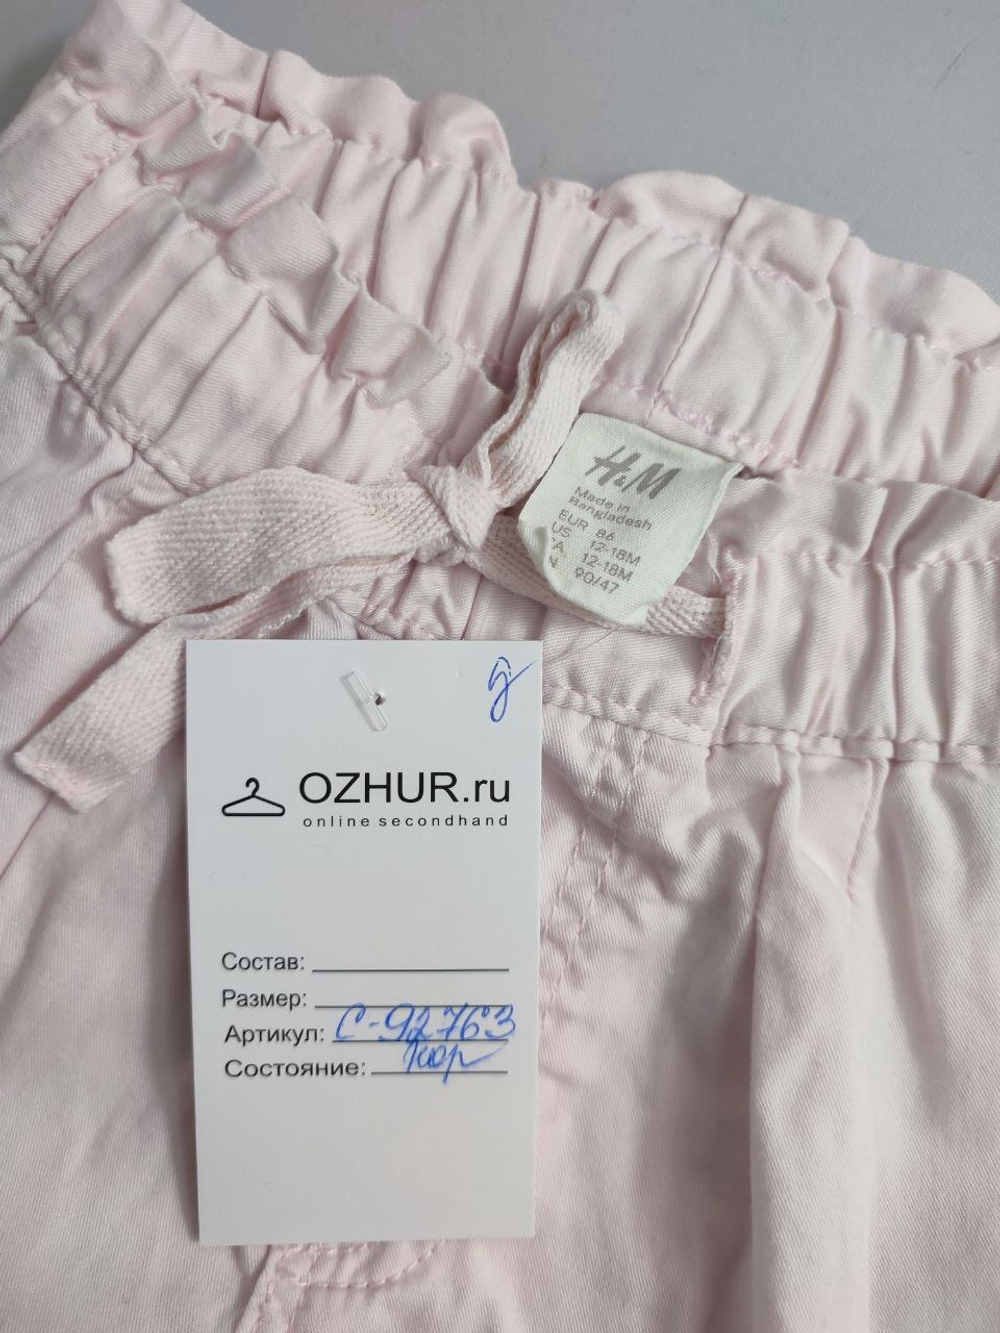 H&M
Made in
Bangladesh
EUR 86
US 12-18M
CA 12-18M
CN 90/47
д
OZHUR.ru
online secondhand
Состав:
Размер:
Артикул: С-92763
Состояние: хор